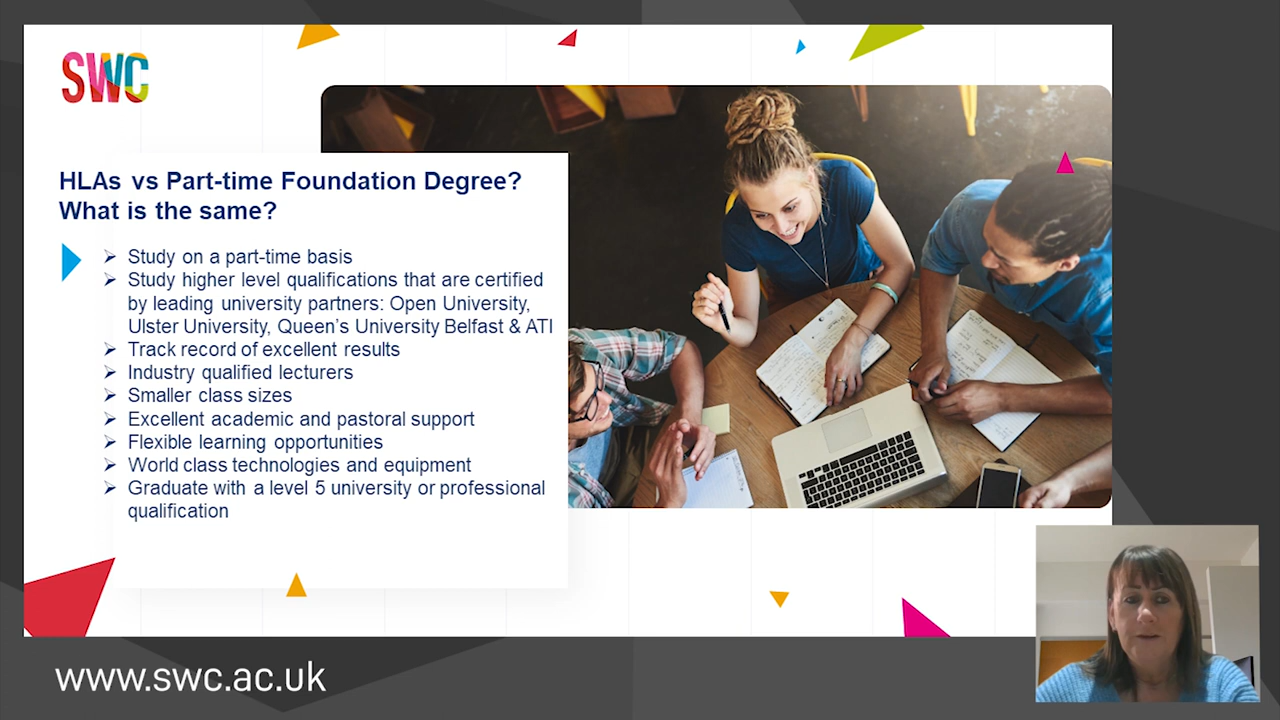 SWC
HLAs vs Part-time Foundation Degree?
What is the same?
Study on a part-time basis
Study higher level qualifications that are certified
by leading university partners: Open University,
Ulster University, Queen's University Belfast & ATI
Track record of excellent results
Industry qualified lecturers
Smaller class sizes
Excellent academic and pastoral support
Flexible learning opportunities
World class technologies and equipment
Graduate with a level 5 university or professional
qualification
www.swc.ac.uk